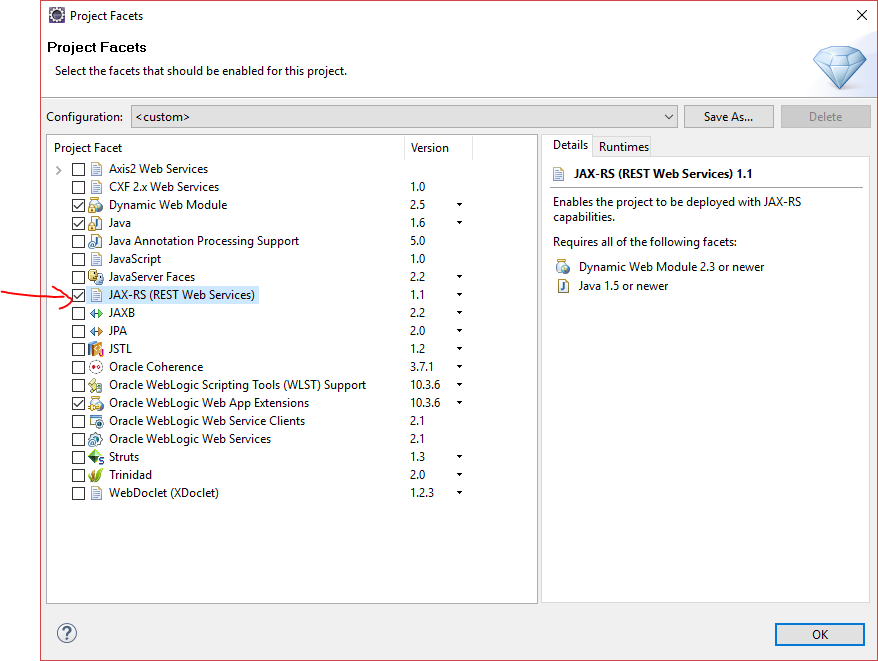 Project Facets
Project Facets
Select the facets that should be enabled for this project.
Configuration: <custom> Save As... Delete
Project Facet Version
Axis2 Web Services
CXF 2.x Web Services 1.0
Dynamic Web Module 2.5
Java 1.6
Java Annotation Processing Support 5.0
JavaScript 1.0
JavaServer Faces 2.2
JAX-RS (REST Web Services) 1.1
JAXB 2.2
JPA 2.0
JSTL 1.2
Oracle Coherence 3.7.1
Oracle WebLogic Scripting Tools (WLST) Support 10.3.6
Oracle WebLogic Web App Extensions 10.3.6
Oracle WebLogic Web Service Clients 2.1
Oracle WebLogic Web Services 2.1
Struts 1.3
Trinidad 2.0
WebDoclet (XDoclet) 1.2.3
Details Runtimes
JAX-RS (REST Web Services) 1.1
Enables the project to be deployed with JAX-RS
capabilities.
Requires all of the following facets:
Dynamic Web Module 2.3 or newer
Java 1.5 or newer
?
OK